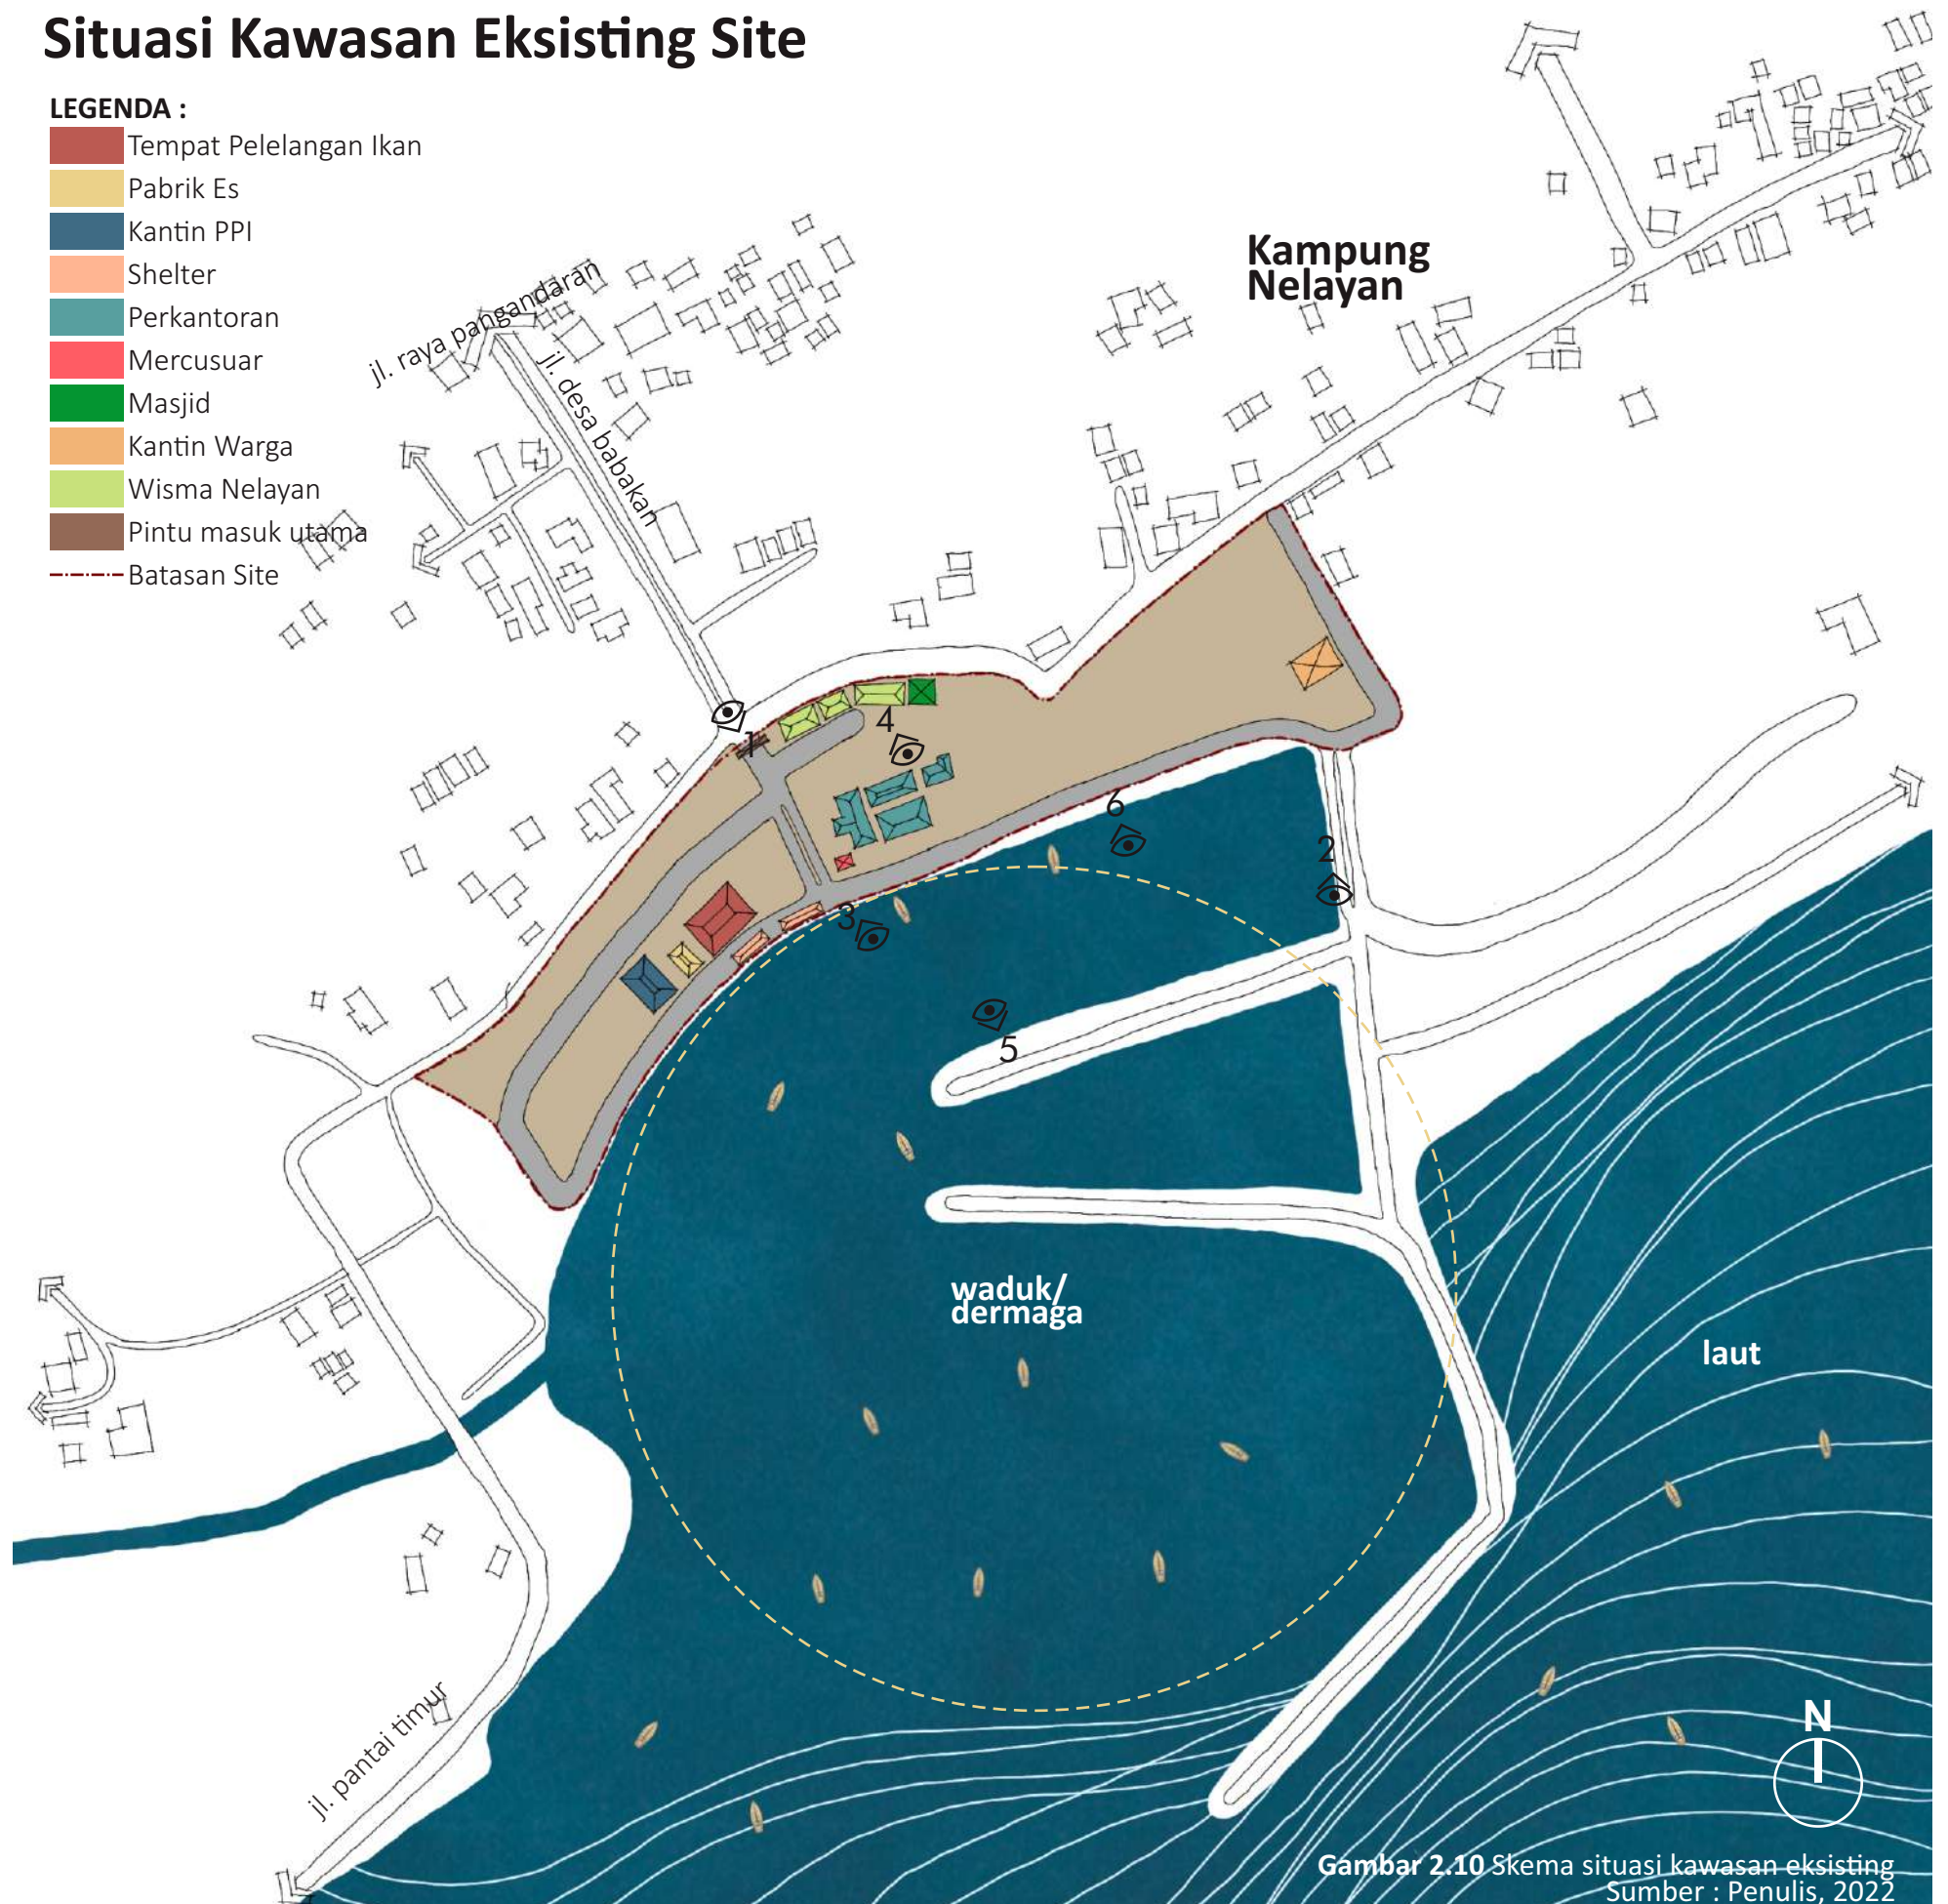 Situasi Kawasan Eksisting Site
LEGENDA :
Tempat Pelelangan Ikan
Pabrik Es
Kantin PPI
Shelter
Perkantoran
Mercusuar
Masjid
Kantin Warga
Wisma Nelayan
Pintu masuk utama
Batasan Site
Kampung
Nelayan
jl. raya pangandaran
jl. desa babakan
1
4
6
2
3
5
waduk/
dermaga
laut
jl. pantai timur
N
Gambar 2.10 Skema situasi kawasan eksisting
Sumber : Penulis, 2022